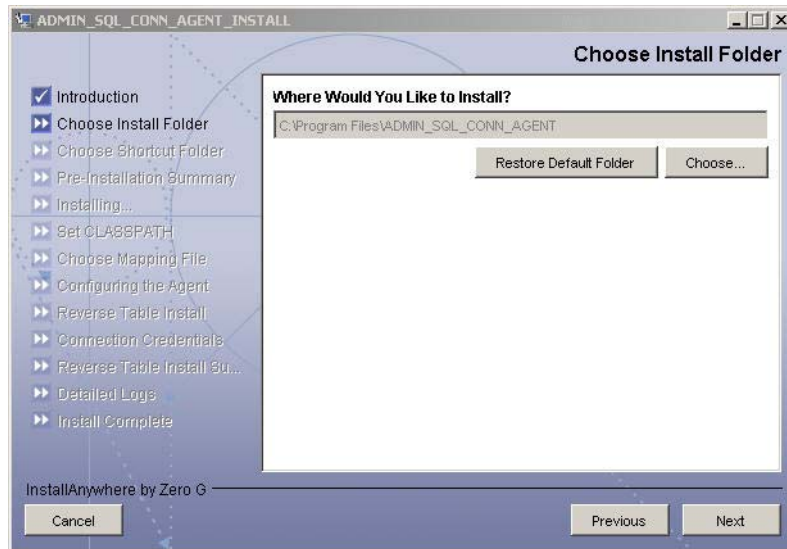 ADMIN_SQL_CONN_AGENT_INSTALL
Choose Install Folder
Introduction
Choose Install Folder
Choose Shortcut Folder
Pre-Installation Summary
Installing...
Set CLASSPATH
Choose Mapping File
Configuring the Agent
Reverse Table Install
Connection Credentials
Reverse Table Install Su...
Detailed Logs
Install Complete
Where Would You Like to Install?
C:\Program Files\ADMIN_SQL_CONN_AGENT
Restore Default Folder
Choose...
InstallAnywhere by Zero G
Cancel
Previous
Next